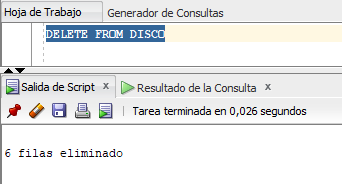 Hoja de Trabajo Generador de Consultas
DELETE FROM DISCO
Salida de Script x Resultado de la Consulta x
Tarea terminada en 0,026 segundos
6 filas eliminado